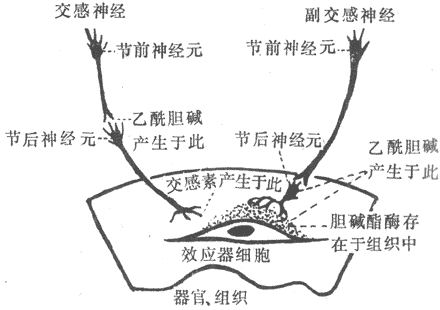 交感神经
副交感神经
节前神经元
节前神经元
乙酰胆碱
产生于此
节后神经元
节后神经元
乙酰胆碱
产生于此
交感素产生于此
胆碱酯酶存
在于组织中
效应器细胞
器官、组织